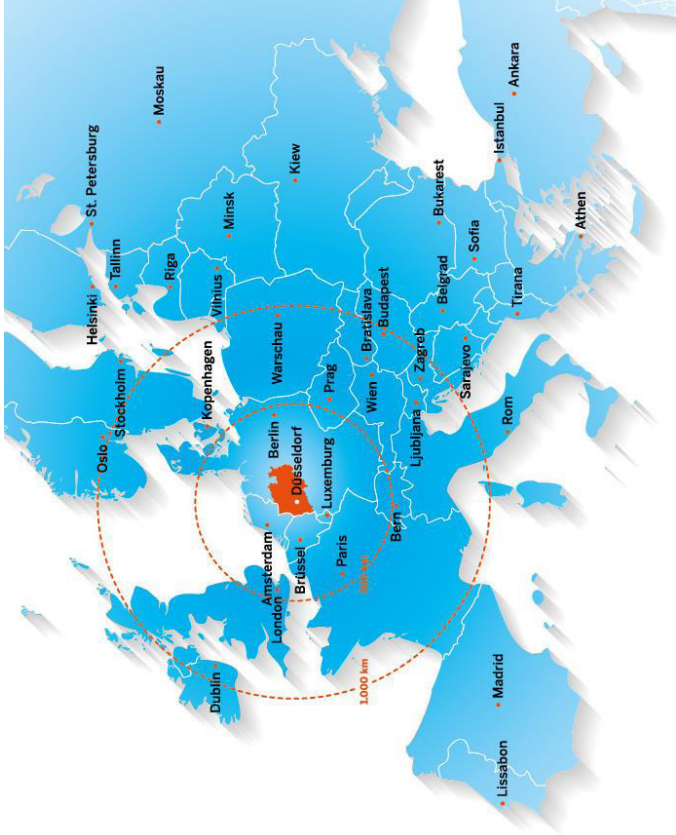 Helsinki
St. Petersburg
Oslo
Tallinn
Stockholm
Moskau
Riga
Kopenhagen
Dublin
Vilnius
Minsk
Amsterdam
Berlin
London
Warschau
Kiew
Düsseldorf
Brüssel
Luxemburg
Prag
Paris
1.000 km
500 km
Bratislava
Wien
Budapest
Bern
Ljubljana
Zagreb
Bukarest
Belgrad
Sarajevo
Sofia
Madrid
Istanbul
Lissabon
Rom
Ankara
Tirana
Athen